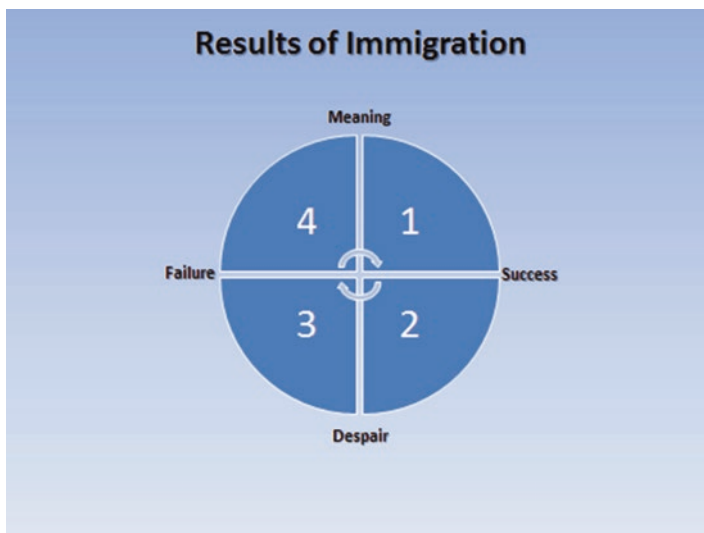 Results of Immigration
Meaning
4 1
Failure Success
3 2
Despair